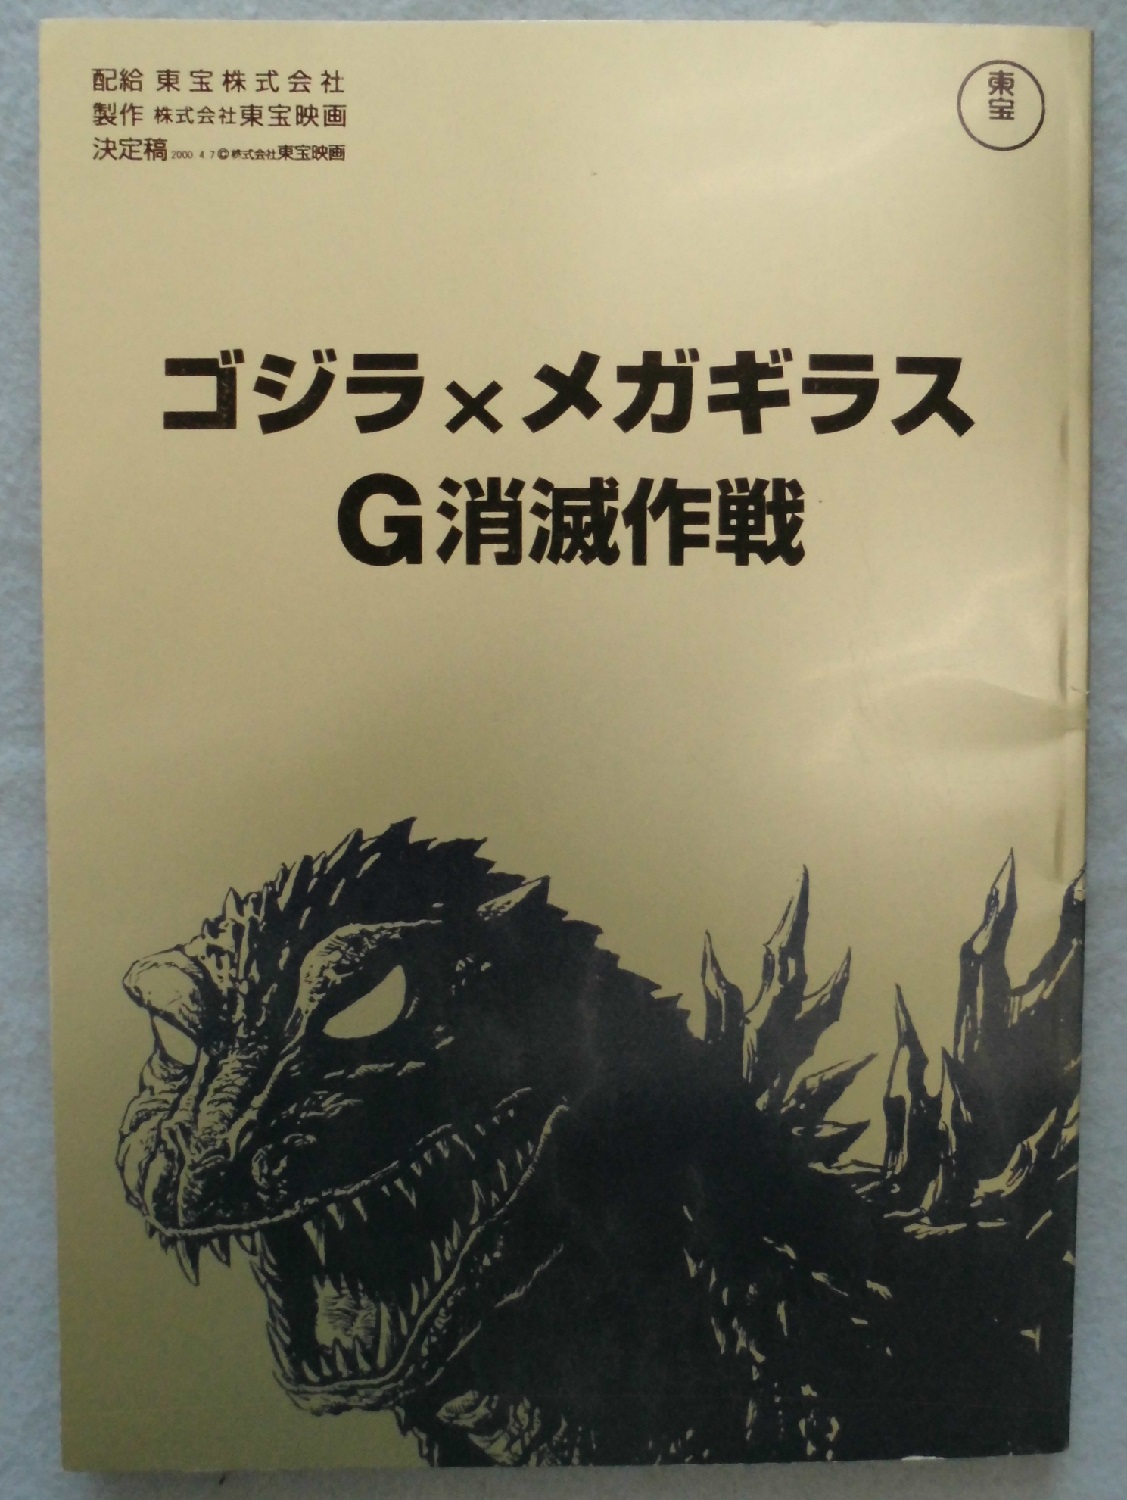 配給 東宝株式会社
製作 株式会社東宝映画
決定稿 2000.4.7 ©株式会社東宝映画
東宝
ゴジラ×メガギラス
G消滅作戦